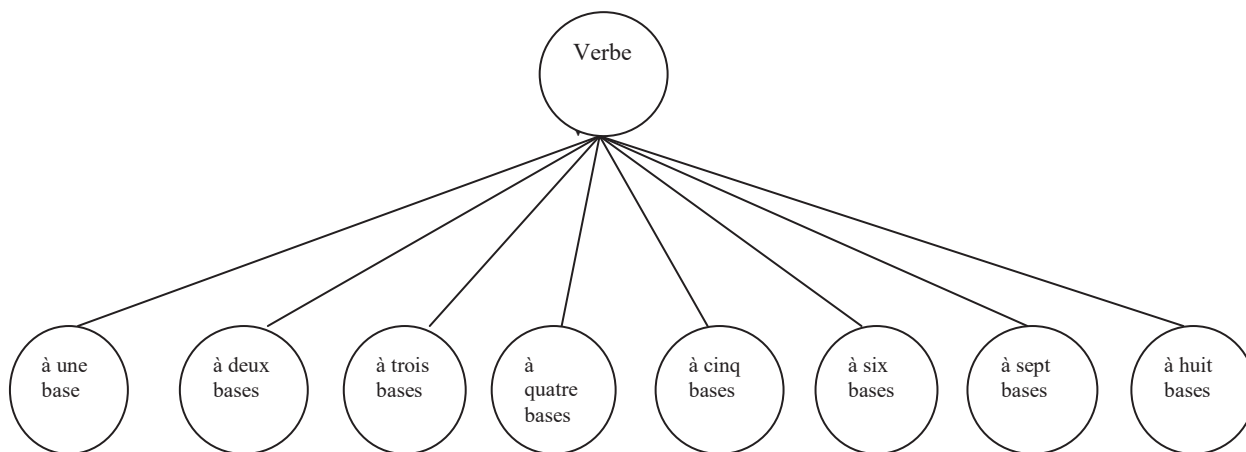 Verbe
à une
base
à deux
bases
à trois
bases
à
quatre
bases
à cinq
bases
à six
bases
à sept
bases
à huit
bases